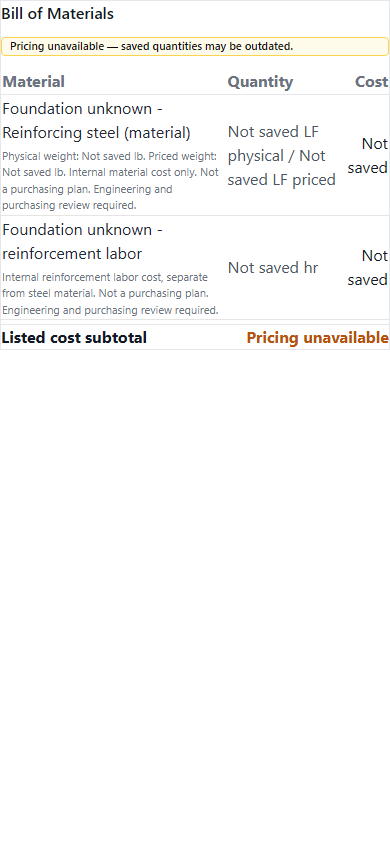 Bill of Materials
Pricing unavailable — saved quantities may be outdated.
Material Quantity Cost
Foundation unknown -
Reinforcing steel (material)
Physical weight: Not saved lb. Priced weight:
Not saved lb. Internal material cost only. Not
a purchasing plan. Engineering and
purchasing review required.
Not saved LF
physical / Not
saved LF priced
Not
saved
Foundation unknown -
reinforcement labor
Internal reinforcement labor cost, separate
from steel material. Not a purchasing plan.
Engineering and purchasing review required.
Not saved hr
Not
saved
Listed cost subtotal Pricing unavailable